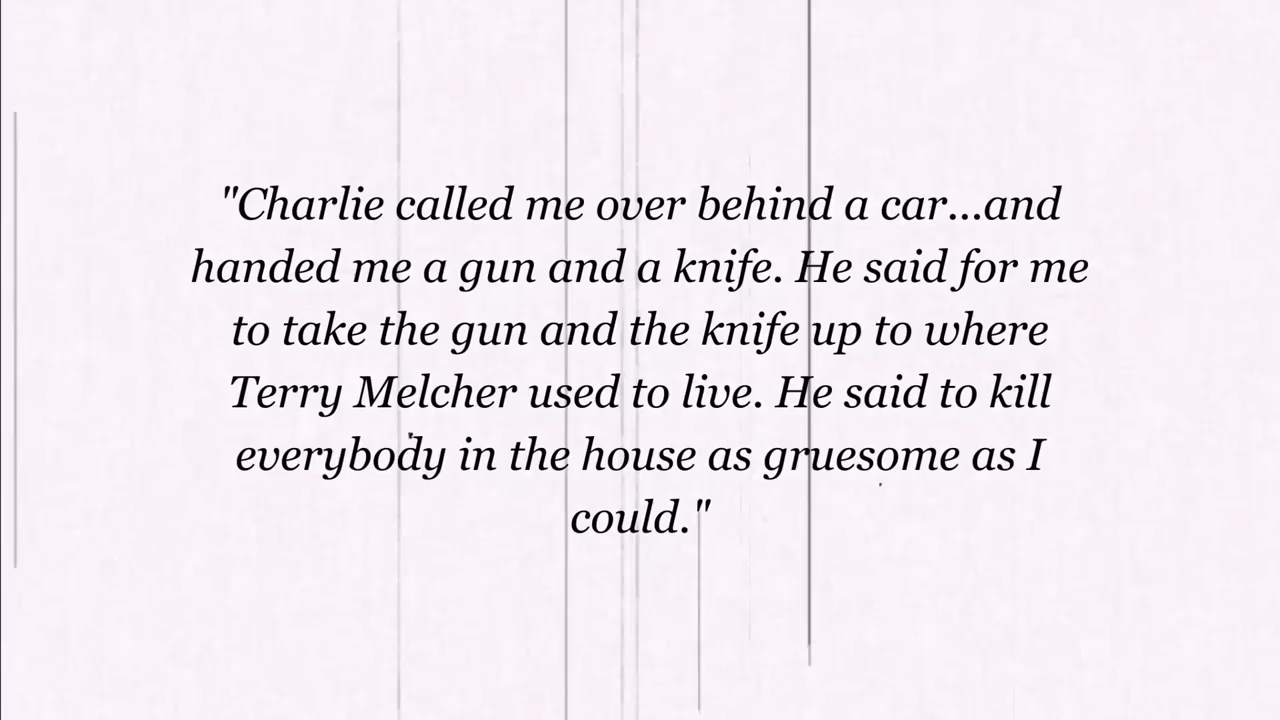 "Charlie called me over behind a car...and
handed me a gun and a knife. He said for me
to take the gun and the knife up to where
Terry Melcher used to live. He said to kill
everybody in the house as gruesome as I
could."